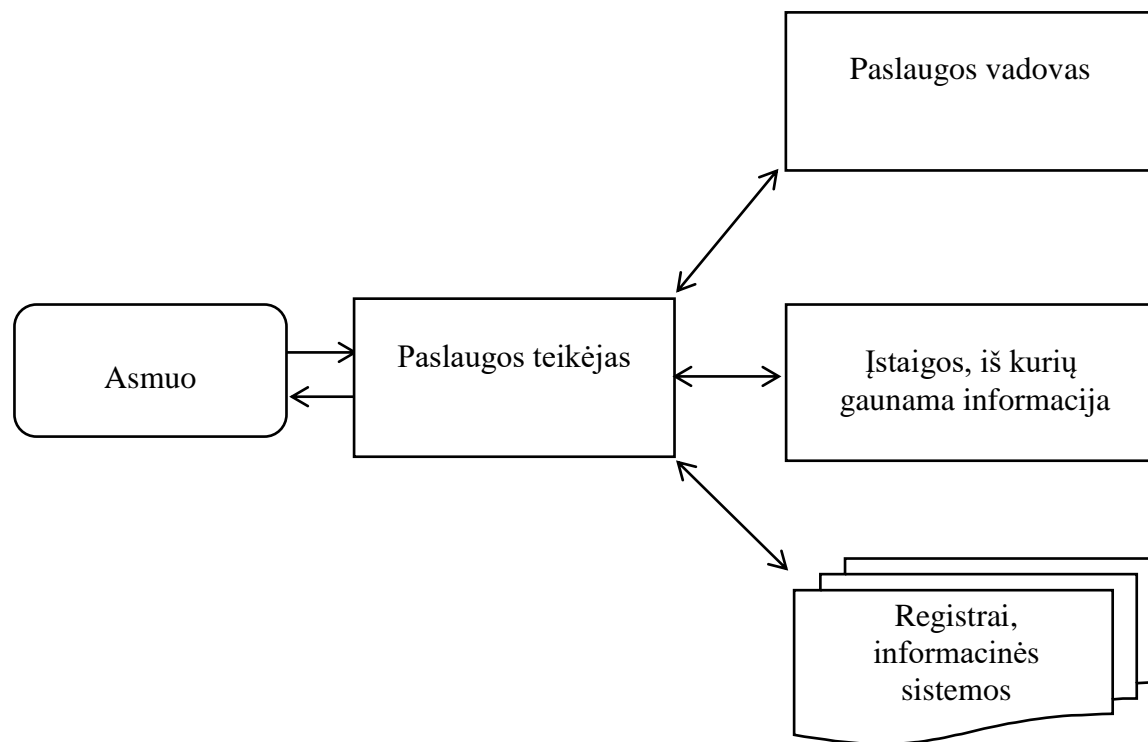 Paslaugos vadovas
Asmuo
Paslaugos teikėjas
Įstaigos, iš kurių
gaunama informacija
Registrai,
informacinės
sistemos